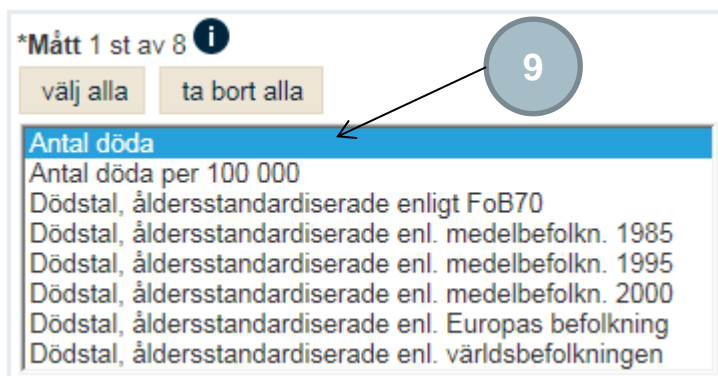 *Mått 1 st av 8 i
9
välj alla ta bort alla
Antal döda
Antal döda per 100 000
Dödstal, åldersstandardiserade enligt FoB70
Dödstal, åldersstandardiserade enl. medelbefolkn. 1985
Dödstal, åldersstandardiserade enl. medelbefolkn. 1995
Dödstal, åldersstandardiserade enl. medelbefolkn. 2000
Dödstal, åldersstandardiserade enl. Europas befolkning
Dödstal, åldersstandardiserade enl. världsbefolkningen